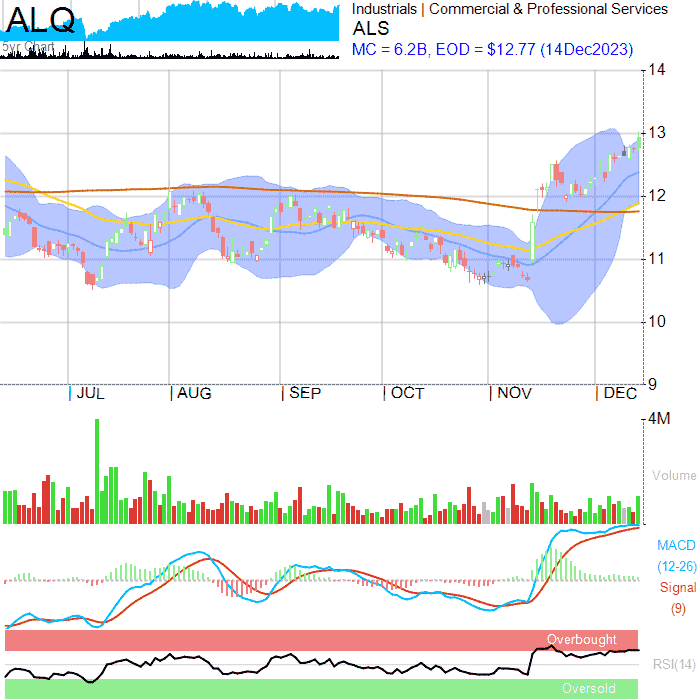 ALQ
5yr Chart
Industrials | Commercial & Professional Services
ALS
MC = 6.2B, EOD = $12.77 (14Dec2023)
14
13
12
11
10
9
JUL AUG SEP OCT NOV DEC
4M
Volume
MACD
(12-26)
Signal
(9)
Overbought
RSI(14)
Oversold